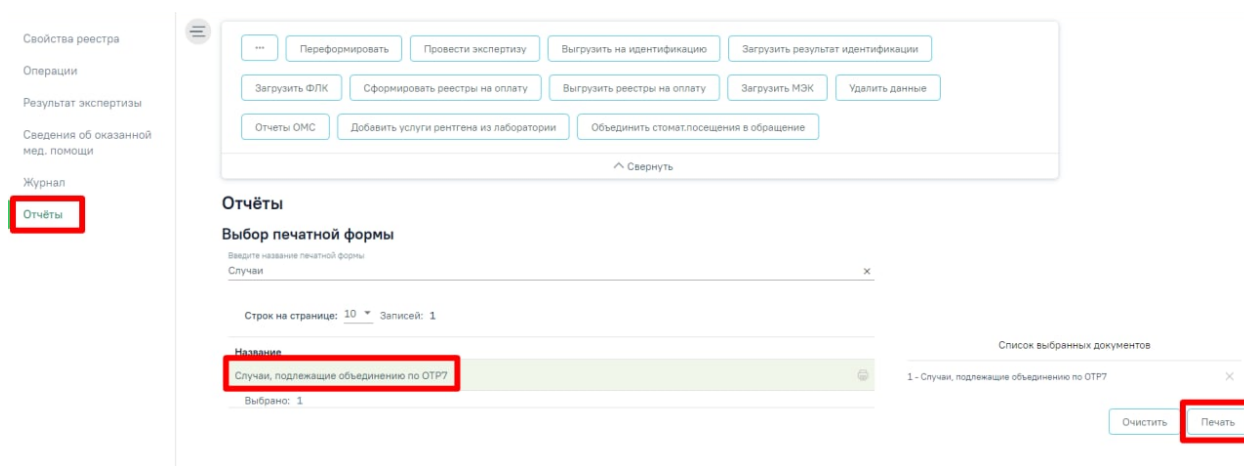 Свойства реестра
Операции
Результат экспертизы
Сведения об оказанной
мед. помощи
Журнал
Отчёты
... Переформировать Провести экспертизу Выгрузить на идентификацию Загрузить результат идентификации
Загрузить ФЛК Сформировать реестры на оплату Выгрузить реестры на оплату Загрузить МЭК Удалить данные
Отчеты ОМС Добавить услуги рентгена из лаборатории Объединить стомат.посещения в обращение
Свернуть
Отчёты
Выбор печатной формы
Введите название печатной формы
Случаи ×
Строк на странице: 10 Записей: 1
Название
Случаи, подлежащие объединению по ОТР7
Выбрано: 1
Список выбранных документов
1 - Случаи, подлежащие объединению по ОТР7 ×
Очистить Печать